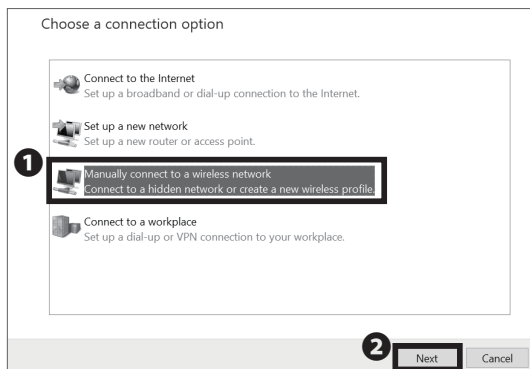 Choose a connection option
Connect to the Internet
Set up a broadband or dial-up connection to the Internet.
Set up a new network
Set up a new router or access point.
1
Manually connect to a wireless network
Connect to a hidden network or create a new wireless profile.
Connect to a workplace
Set up a dial-up or VPN connection to your workplace.
2
Next Cancel